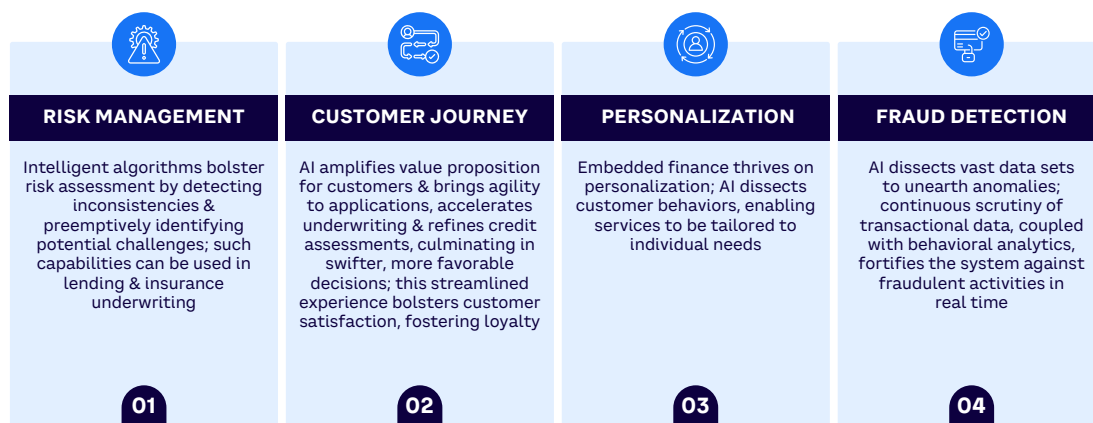 RISK MANAGEMENT
Intelligent algorithms bolster
risk assessment by detecting
inconsistencies &
preemptively identifying
potential challenges; such
capabilities can be used in
lending & insurance
underwriting
01
CUSTOMER JOURNEY
AI amplifies value proposition
for customers & brings agility
to applications, accelerates
underwriting & refines credit
assessments, culminating in
swifter, more favorable
decisions; this streamlined
experience bolsters customer
satisfaction, fostering loyalty
02
PERSONALIZATION
Embedded finance thrives on
personalization; AI dissects
customer behaviors, enabling
services to be tailored to
individual needs
03
FRAUD DETECTION
AI dissects vast data sets
to unearth anomalies;
continuous scrutiny of
transactional data, coupled
with behavioral analytics,
fortifies the system against
fraudulent activities in
real time
04